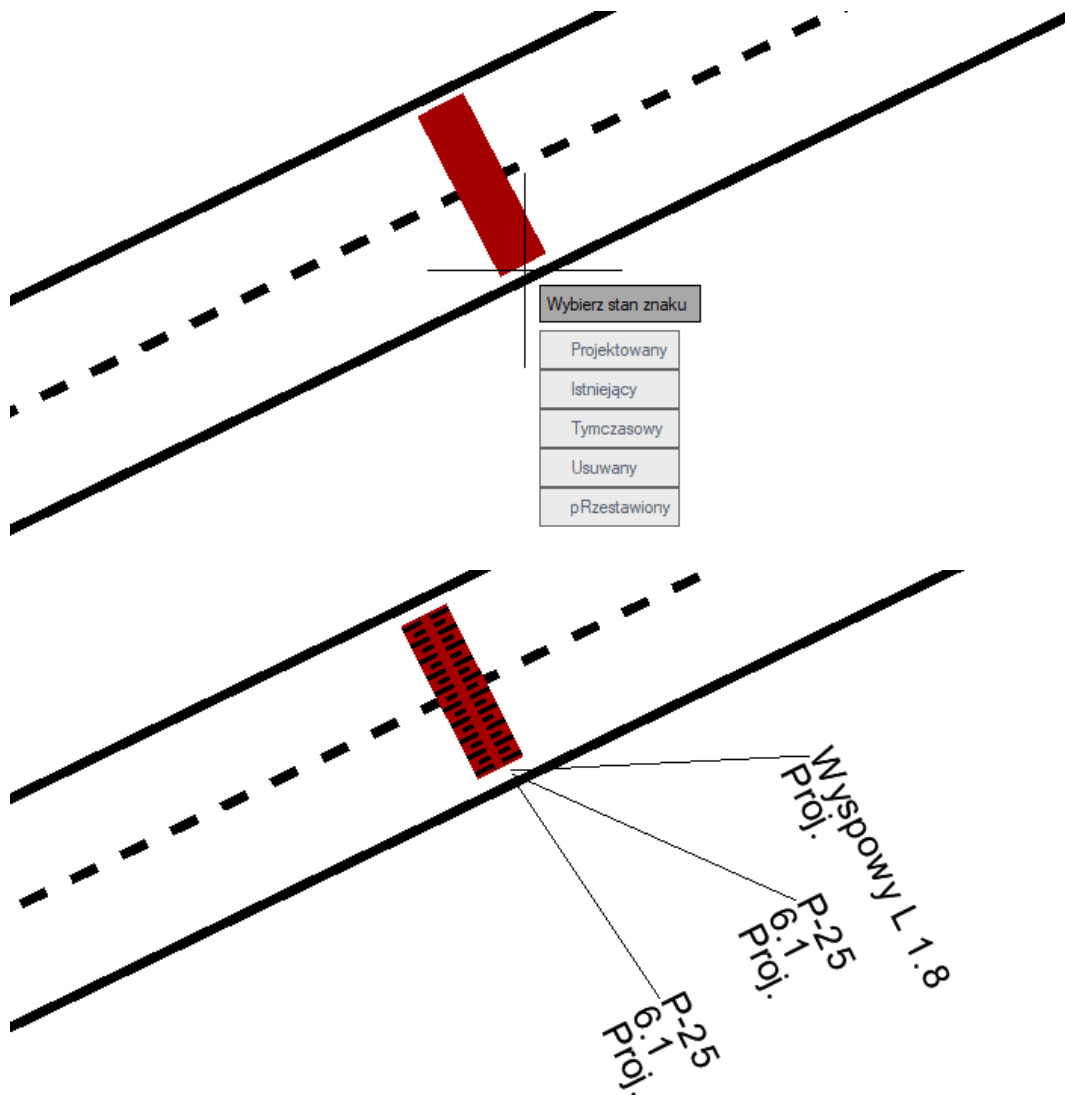 Wybierz stan znaku
Projektowany
Istniejący
Tymczasowy
Usuwany
pRzestawiony
Wyspowy L 1.8
Proj.
P-25
6.1
Proj.
P-25
6.1
Proj.